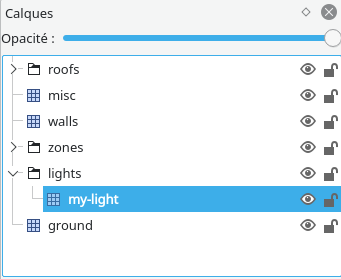 Calques
Opacité :
roofs
misc
walls
zones
lights
my-light
ground